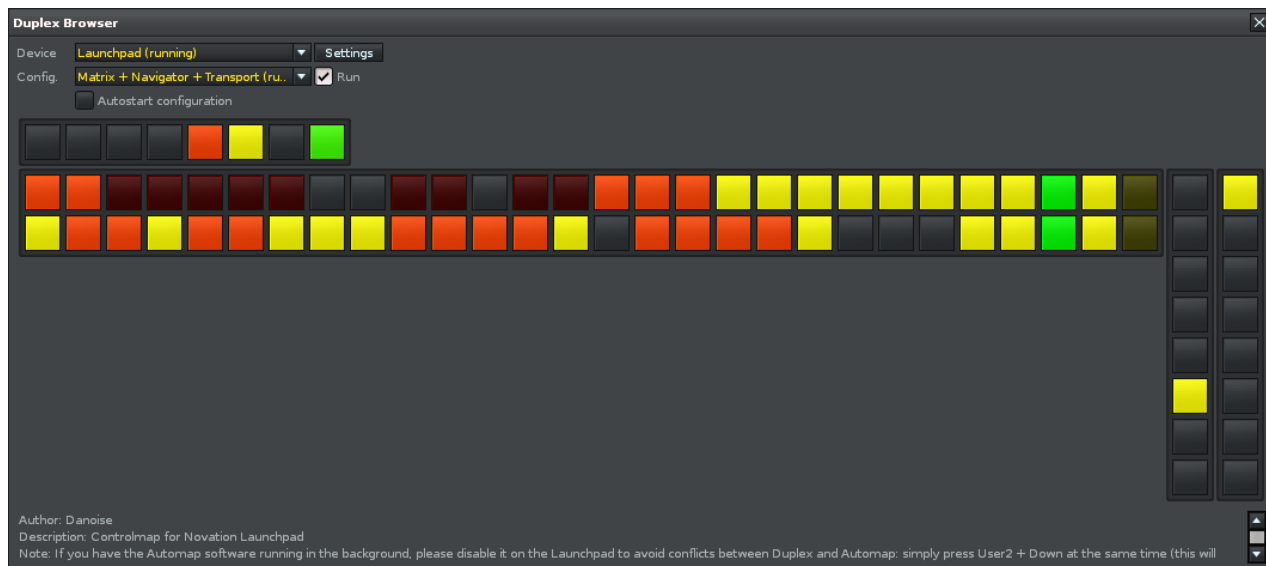 Duplex Browser
Device Launchpad (running) Settings
Config. Matrix + Navigator + Transport (ru.. Run
Autostart configuration
Author: Danoise
Description: Controlmap for Novation Launchpad
Note: If you have the Automap software running in the background, please disable it on the Launchpad to avoid conflicts between Duplex and Automap: simply press User2 + Down at the same time (this will